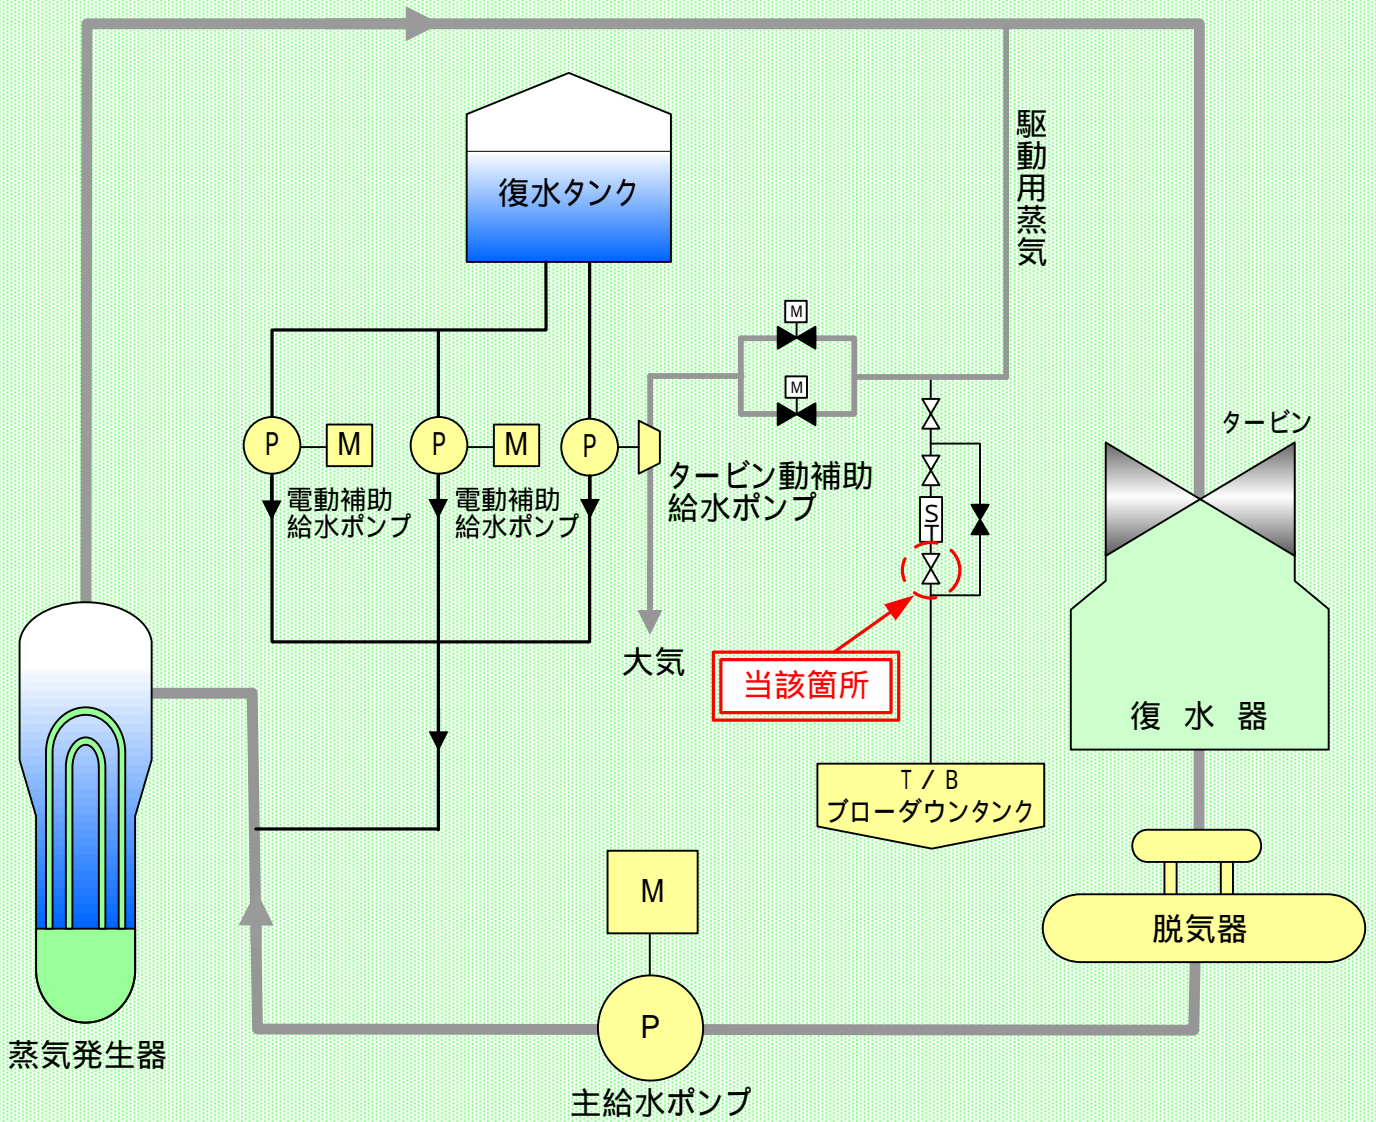 駆動用蒸気
復水タンク
M
M
タービン
P
M
P
M
P
電動補助
給水ポンプ
電動補助
給水ポンプ
タービン動補助
給水ポンプ
ST
大気
当該箇所
復水器
T/B
ブローダウンタンク
M
脱気器
P
蒸気発生器
主給水ポンプ